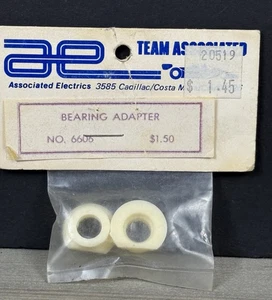 ae
TEAM ASSOCIATED
20519
$ 1.45
Associated Electrics 3585 Cadillac/Costa M
BEARING ADAPTER
NO. 6606 $1.50